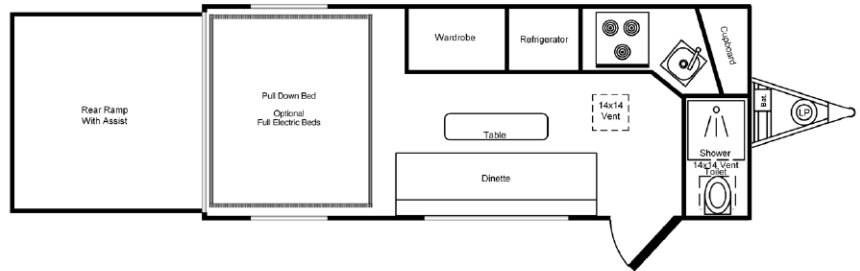 Rear Ramp
With Assist
Pull Down Bed
Optional
Full Electric Beds
Wardrobe
Refrigerator
Cupboard
14x14
Vent
Table
Dinette
Shower
14x14 Vent
Toilet
Bat.
LP